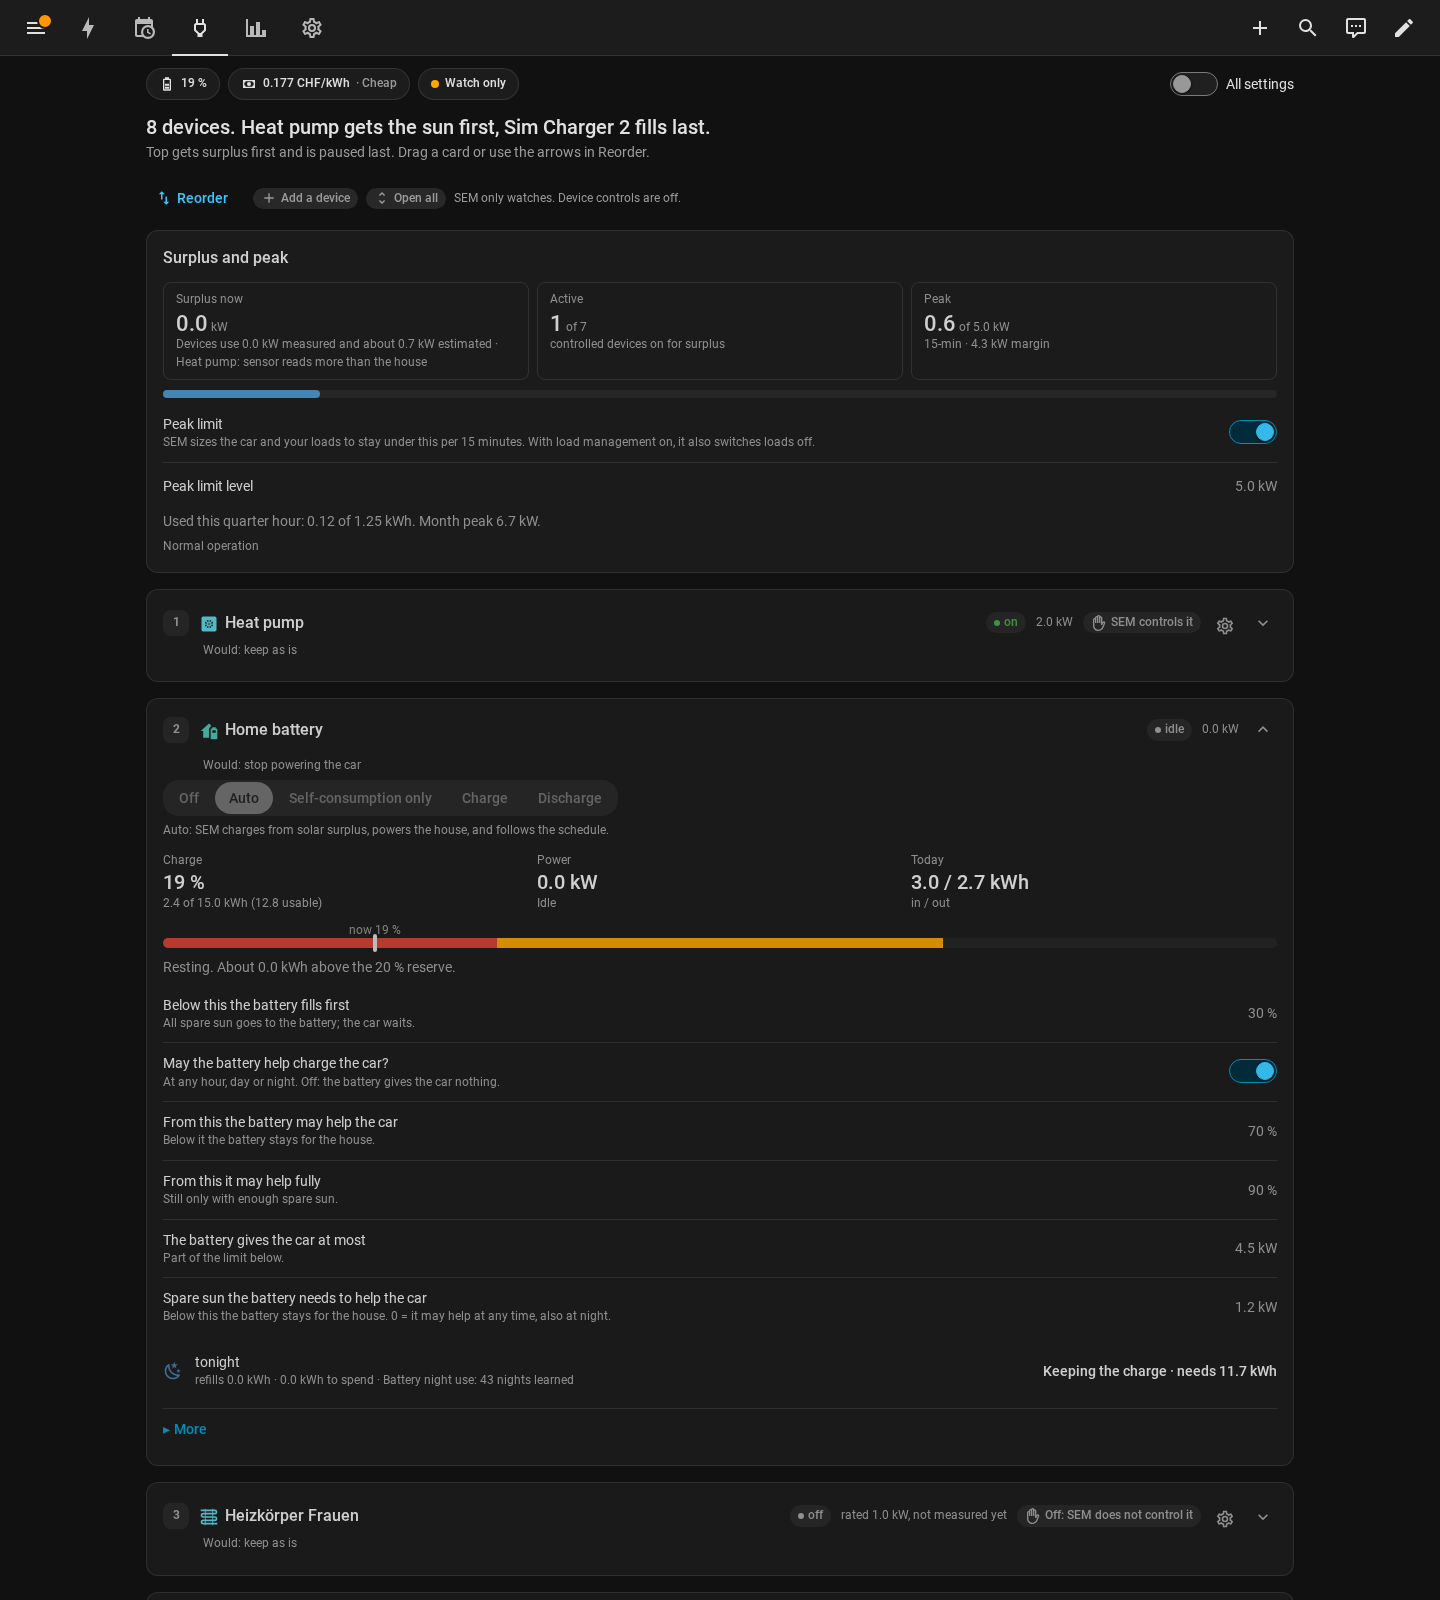 19 %
0.177 CHF/kWh · Cheap
Watch only
All settings
8 devices. Heat pump gets the sun first, Sim Charger 2 fills last.
Top gets surplus first and is paused last. Drag a card or use the arrows in Reorder.
Reorder
Add a device
Open all
SEM only watches. Device controls are off.
Surplus and peak
Surplus now
0.0 kW
Devices use 0.0 kW measured and about 0.7 kW estimated ·
Heat pump: sensor reads more than the house
Active
1 of 7
controlled devices on for surplus
Peak
0.6 of 5.0 kW
15-min · 4.3 kW margin
Peak limit
SEM sizes the car and your loads to stay under this per 15 minutes. With load management on, it also switches loads off.
Peak limit level
5.0 kW
Used this quarter hour: 0.12 of 1.25 kWh. Month peak 6.7 kW.
Normal operation
1
Heat pump
on
2.0 kW
SEM controls it
Would: keep as is
2
Home battery
idle
0.0 kW
Would: stop powering the car
Off
Auto
Self-consumption only
Charge
Discharge
Auto: SEM charges from solar surplus, powers the house, and follows the schedule.
Charge
19 %
2.4 of 15.0 kWh (12.8 usable)
Power
0.0 kW
Idle
Today
3.0 / 2.7 kWh
in / out
now 19 %
Resting. About 0.0 kWh above the 20 % reserve.
Below this the battery fills first
All spare sun goes to the battery; the car waits.
30 %
May the battery help charge the car?
At any hour, day or night. Off: the battery gives the car nothing.
From this the battery may help the car
Below it the battery stays for the house.
70 %
From this it may help fully
Still only with enough spare sun.
90 %
The battery gives the car at most
Part of the limit below.
4.5 kW
Spare sun the battery needs to help the car
Below this the battery stays for the house. 0 = it may help at any time, also at night.
1.2 kW
tonight
refills 0.0 kWh · 0.0 kWh to spend · Battery night use: 43 nights learned
Keeping the charge · needs 11.7 kWh
▸ More
3
Heizkörper Frauen
off
rated 1.0 kW, not measured yet
Off: SEM does not control it
Would: keep as is